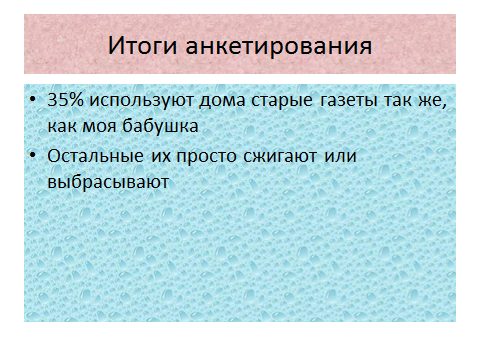 Итоги анкетирования
• 35% используют дома старые газеты так же,
как моя бабушка
• Остальные их просто сжигают или
выбрасывают